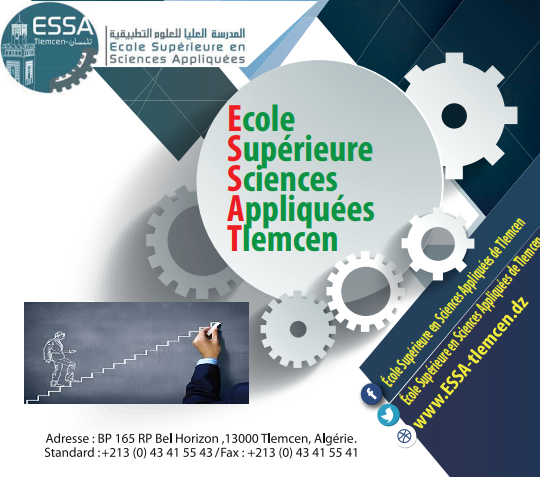 ESSA
Tlemcen-تلمسان
المدرسة العليا للعلوم التطبيقية
Ecole Supérieure en
Sciences Appliquées
Ecole
Supérieure
Sciences
Appliquées
Tlemcen
École Supérieure en Sciences Appliquées de Tlemcen
École Supérieure en Sciences Appliquées de Tlemcen
www.ESSA-tlemcen.dz
Adresse : BP 165 RP Bel Horizon ,13000 Tlemcen, Algérie.
Standard :+213 (0) 43 41 55 43 / Fax : +213 (0) 43 41 55 41